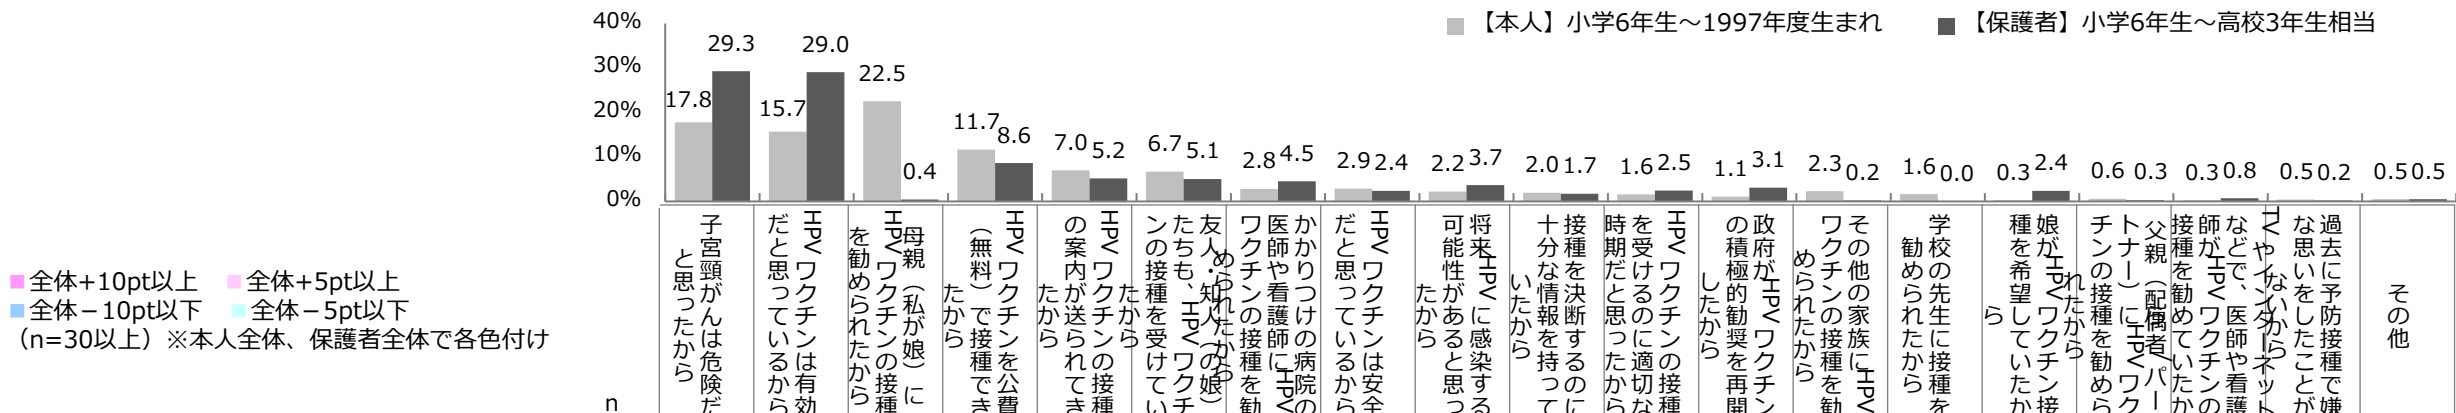 40%
30%
20%
10%
0%
【本人】小学6年生～1997年度生まれ
【保護者】小学6年生～高校3年生相当
17.8
29.3
15.7
29.0
22.5
0.4
11.7
8.6
7.0
5.2
6.7
5.1
2.8
4.5
2.9
2.4
2.2
3.7
2.0
1.7
1.6
2.5
1.1
3.1
2.3
0.2
1.6
0.0
0.3
2.4
0.6
0.3
0.3
0.8
0.5
0.2
0.5
0.5
全体+10pt以上
全体+5pt以上
全体－10pt以下
全体－5pt以下
（n=30以上）※本人全体、保護者全体で各色付け
n
子宮頸がんは危険だ
と思ったから
HPVワクチンは有効
だと思っているから
母親（私が娘）に
HPVワクチンの接種
を勧められたから
HPVワクチンを公費
（無料）で接種でき
たから
HPVワクチンの接種
の案内が送られてき
たから
友人・知人（の娘）
たちも、HPVワクチ
ンの接種を受けてい
たから
かかりつけの病院の
医師や看護師にHPV
ワクチンの接種を勧
められたから
HPVワクチンは安全
だと思っているから
将来HPVに感染する
可能性があると思っ
たから
接種を決断するのに
十分な情報を持って
いたから
HPVワクチンの接種
を受けるのに適切な
時期だと思ったから
政府がHPVワクチン
の積極的勧奨を再開
したから
その他の家族にHPV
ワクチンの接種を勧
められたから
学校の先生に接種を
勧められたから
娘がHPVワクチン接
種を希望していたか
ら
父親（配偶者/パー
トナー）にHPVワク
チンの接種を勧めら
れたから
TVやインターネット
などで、医師や看護
師がHPVワクチンの
接種を勧めていたか
過去に予防接種で嫌
な思いをしたことが
ないから
その他